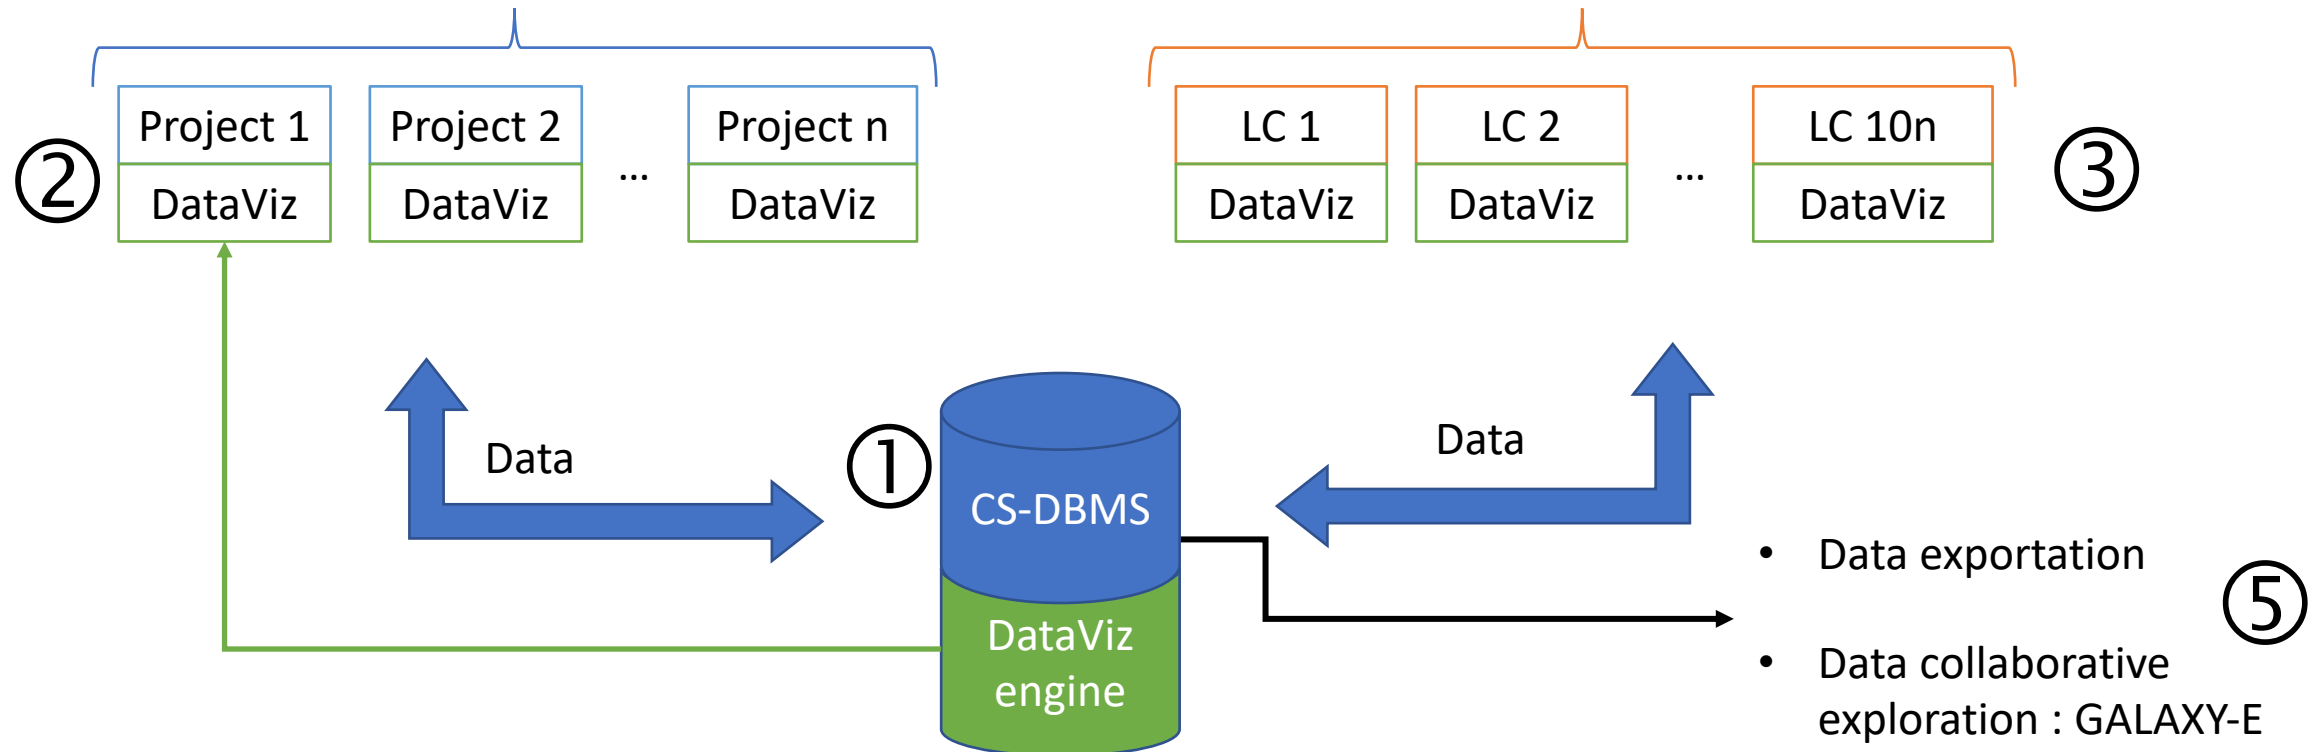 Project 1
Project 2
Project n
LC 1
LC 2
LC 10n
②
DataViz
DataViz
...
DataViz
DataViz
DataViz
...
DataViz
③
Data
①
CS-DBMS
Data
DataViz
engine
• Data exportation
• Data collaborative
exploration : GALAXY-E
⑤